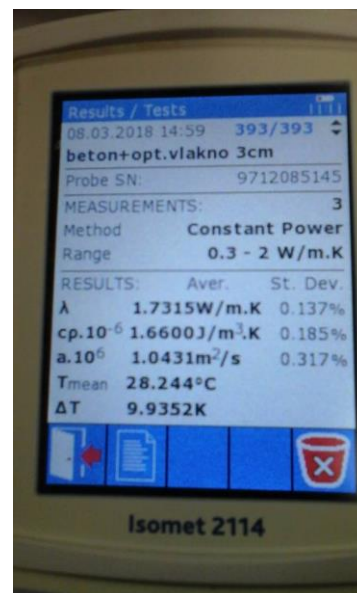 Results / Tests
08.03.2018 14:59 393/393
beton+opt.vlakno 3cm
Probe SN: 9712085145
MEASUREMENTS: 3
Method Constant Power
Range 0.3 - 2 W/m.K
RESULTS: Aver. St. Dev.
λ 1.7315W/m.K 0.137%
cp.10⁻⁶ 1.6600J/m³.K 0.185%
a.10⁶ 1.0431m²/s 0.317%
Tmean 28.244ºC
ΔT 9.9352K
Isomet 2114